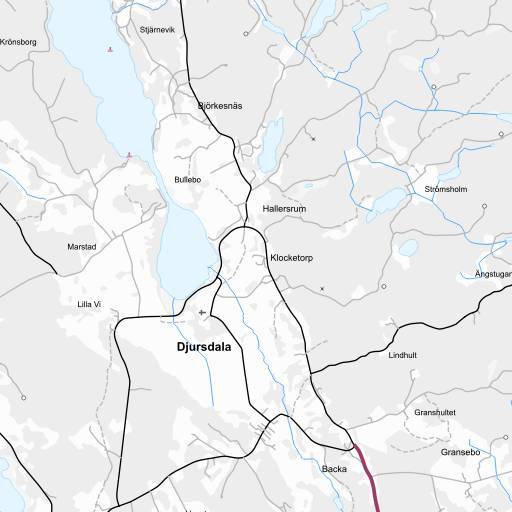 Stjärnevik
Krönsborg
Björkesnäs
Bullebo
Strömsholm
Hallersrum
Marstad
Klocketorp
Ängstugan
Lilla Vi
Djursdala
Lindhult
Granshultet
Gransebo
Backa